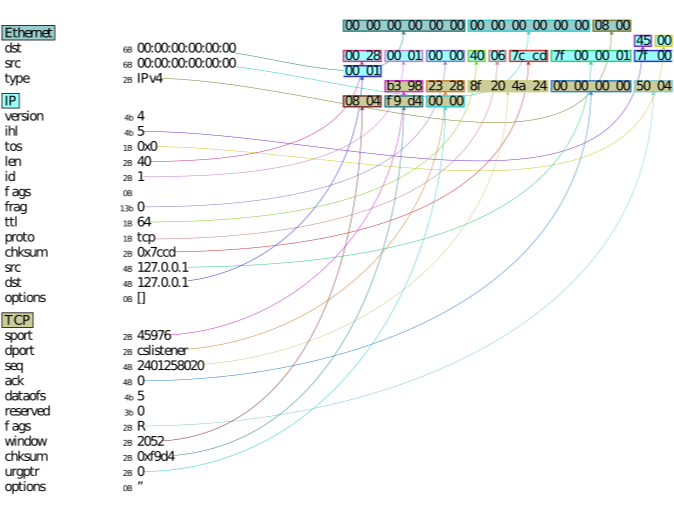 00 00 00 00 00 00 00 00 00 00 00 00 08 00
Ethernet
45 00
dst 6B 00:00:00:00:00:00
00 28 00 01 00 00 40 06 7c cd 7f 00 00 01 7f 00
src 6B 00:00:00:00:00:00
00 01
type 2B IPv4
b3 98 23 28 8f 20 4a 24 00 00 00 00 50 04
IP
08 04 f9 d4 00 00
version 4b 4
ihl 4b 5
tos 1B 0x0
len 2B 40
id 2B 1
f ags 0B
frag 13b 0
ttl 1B 64
proto 1B tcp
chksum 2B 0x7ccd
src 4B 127.0.0.1
dst 4B 127.0.0.1
options 0B []
TCP
sport 2B 45976
dport 2B cslistener
seq 4B 2401258020
ack 4B 0
dataofs 4b 5
reserved 3b 0
f ags 2B R
window 2B 2052
chksum 2B 0xf9d4
urgptr 2B 0
options 0B ''